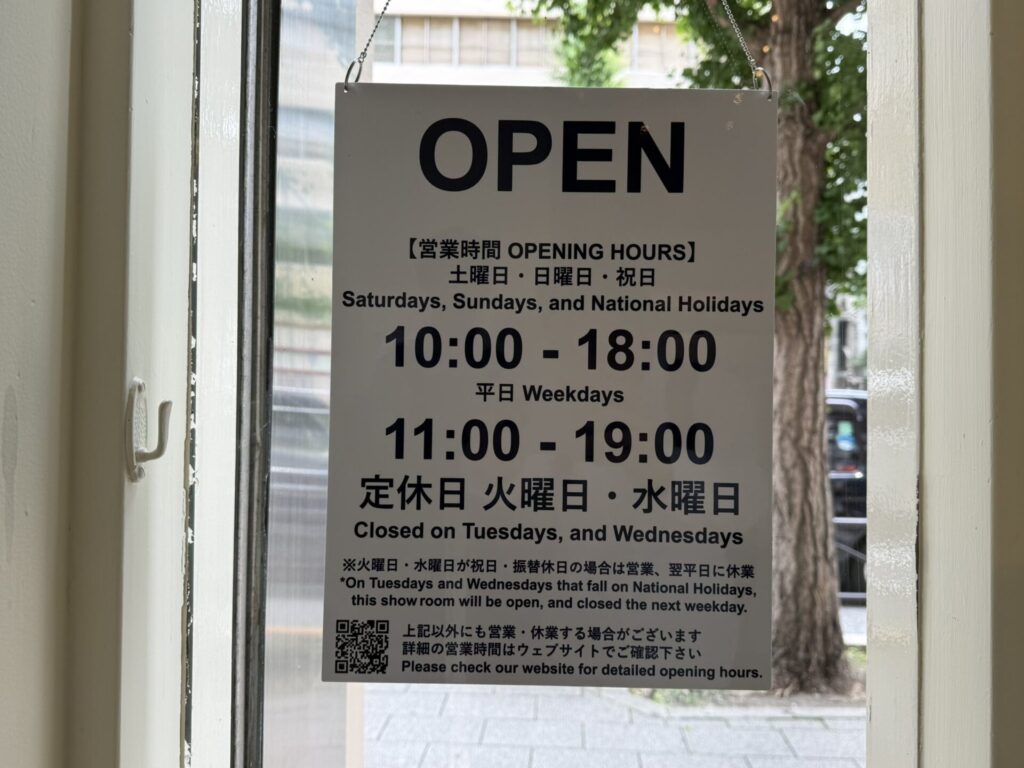 OPEN
【営業時間 OPENING HOURS】
土曜日・日曜日・祝日
Saturdays, Sundays, and National Holidays
10:00 - 18:00
平日 Weekdays
11:00 - 19:00
定休日 火曜日・水曜日
Closed on Tuesdays, and Wednesdays
※火曜日・水曜日が祝日・振替休日の場合は営業、翌平日に休業
*On Tuesdays and Wednesdays that fall on National Holidays,
this show room will be open, and closed the next weekday.
上記以外にも営業・休業する場合がございます
詳細の営業時間はウェブサイトでご確認下さい
Please check our website for detailed opening hours.